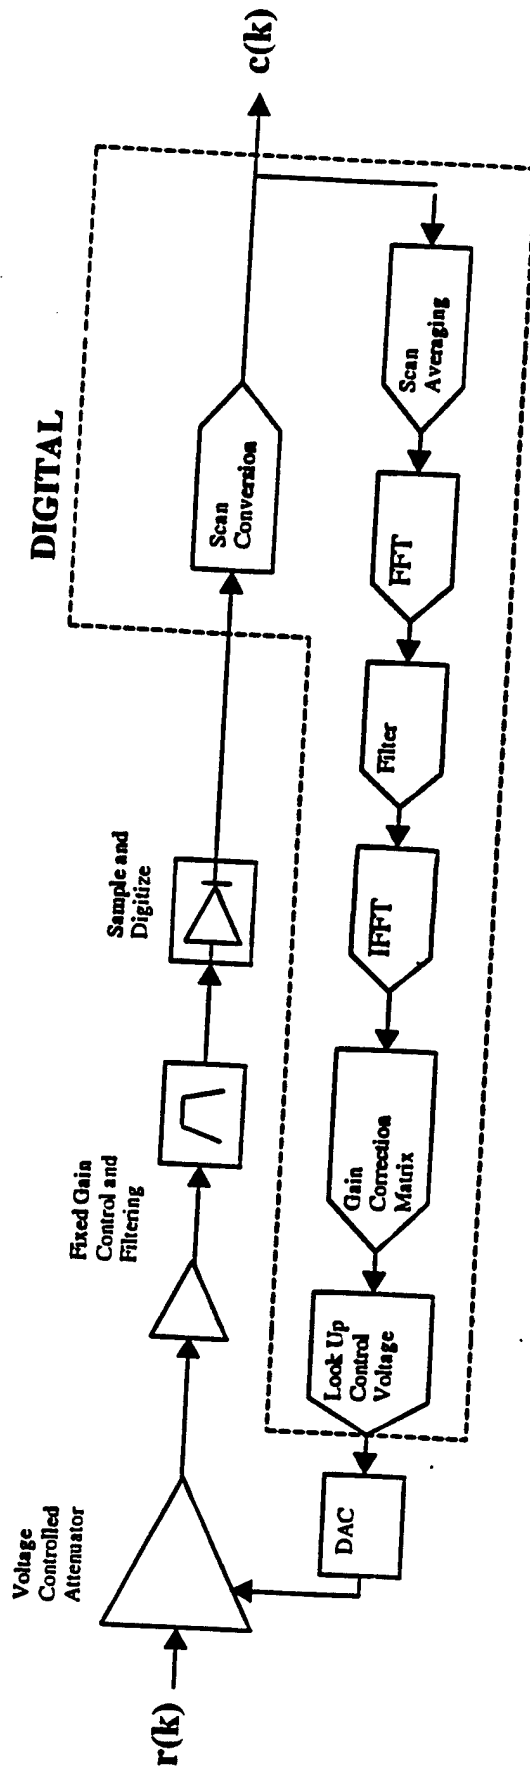 DIGITAL
Voltage
Controlled
Attenuator
Fixed Gain
Control and
Filtering
Sample and
Digitize
Scan
Conversion
r(k)
c(k)
DAC
Look Up
Control
Voltage
Gain
Correction
Matrix
IFFT
Filter
FFT
Scan
Averaging